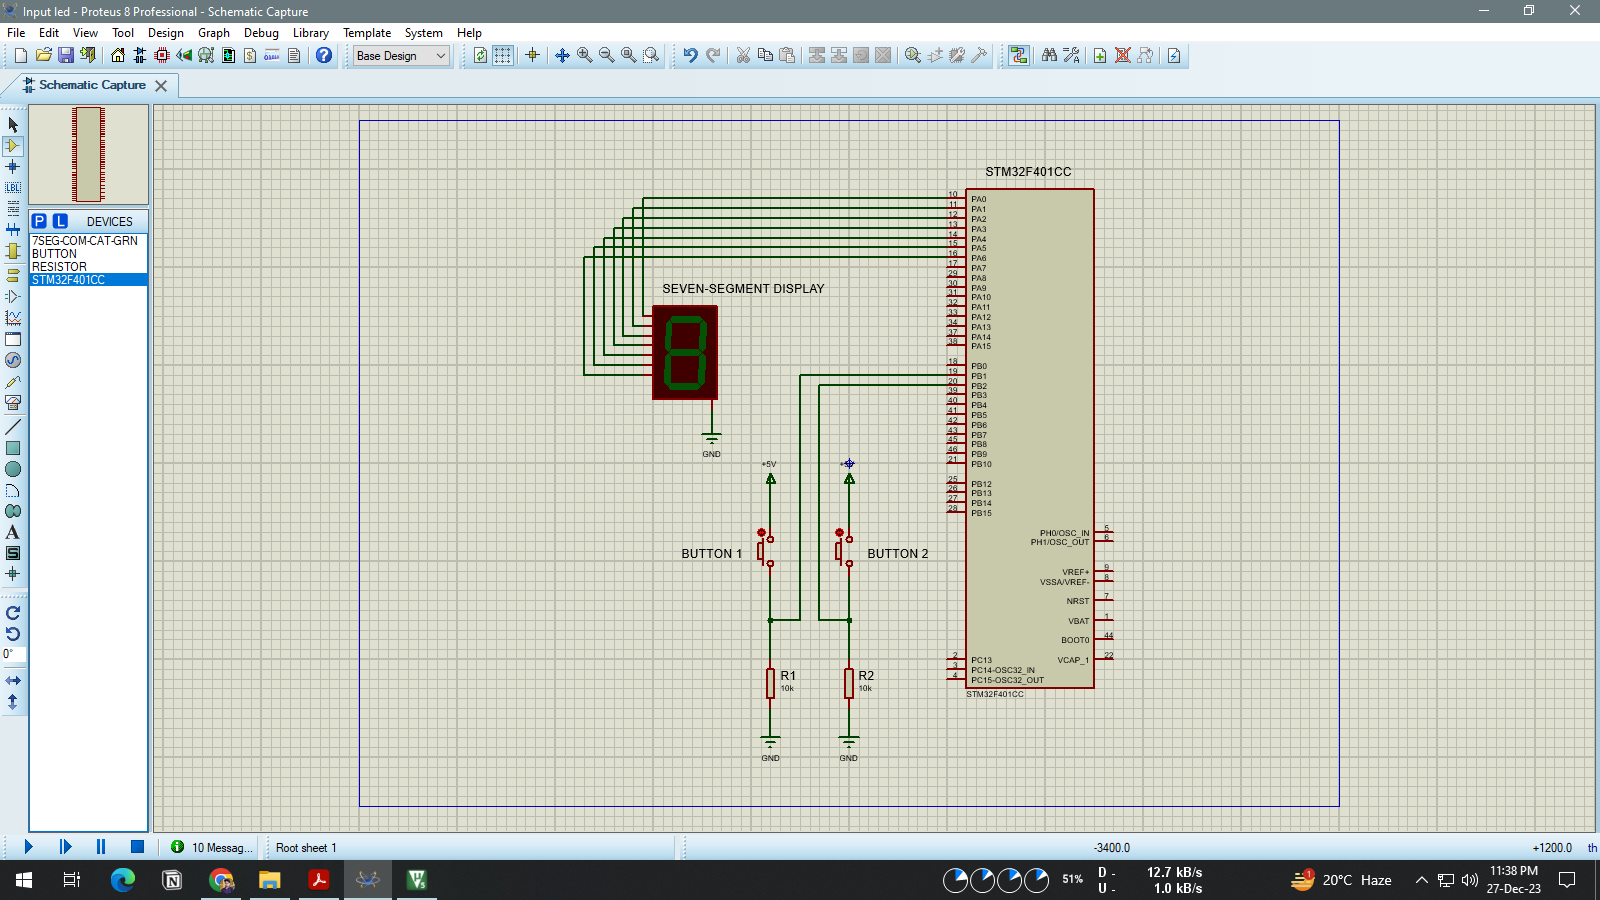 Input led - Proteus 8 Professional - Schematic Capture
File Edit View Tool Design Graph Debug Library Template System Help
Base Design
Schematic Capture
P L DEVICES
7SEG-COM-CAT-GRN
BUTTON
RESISTOR
STM32F401CC
LBL
A
S
0°
STM32F401CC
10 PA0
11 PA1
12 PA2
13 PA3
14 PA4
15 PA5
16 PA6
17 PA7
29 PA8
30 PA9
31 PA10
32 PA11
33 PA12
34 PA13
37 PA14
38 PA15
18 PB0
19 PB1
20 PB2
39 PB3
40 PB4
41 PB5
42 PB6
43 PB7
45 PB8
46 PB9
21 PB10
25 PB12
26 PB13
27 PB14
28 PB15
PH0/OSC_IN 5
PH1/OSC_OUT 6
VREF+ 9
VSSA/VREF- 8
NRST 7
VBAT 1
BOOT0 44
2 PC13 VCAP_1 22
3 PC14-OSC32_IN
4 PC15-OSC32_OUT
STM32F401CC
SEVEN-SEGMENT DISPLAY
GND
+5V
BUTTON 1
BUTTON 2
R1
10k
R2
10k
GND
GND
10 Messag...
Root sheet 1
-3400.0
+1200.0
th
51%
D - 12.7 kB/s
U - 1.0 kB/s
1
20°C Haze
11:38 PM
27-Dec-23